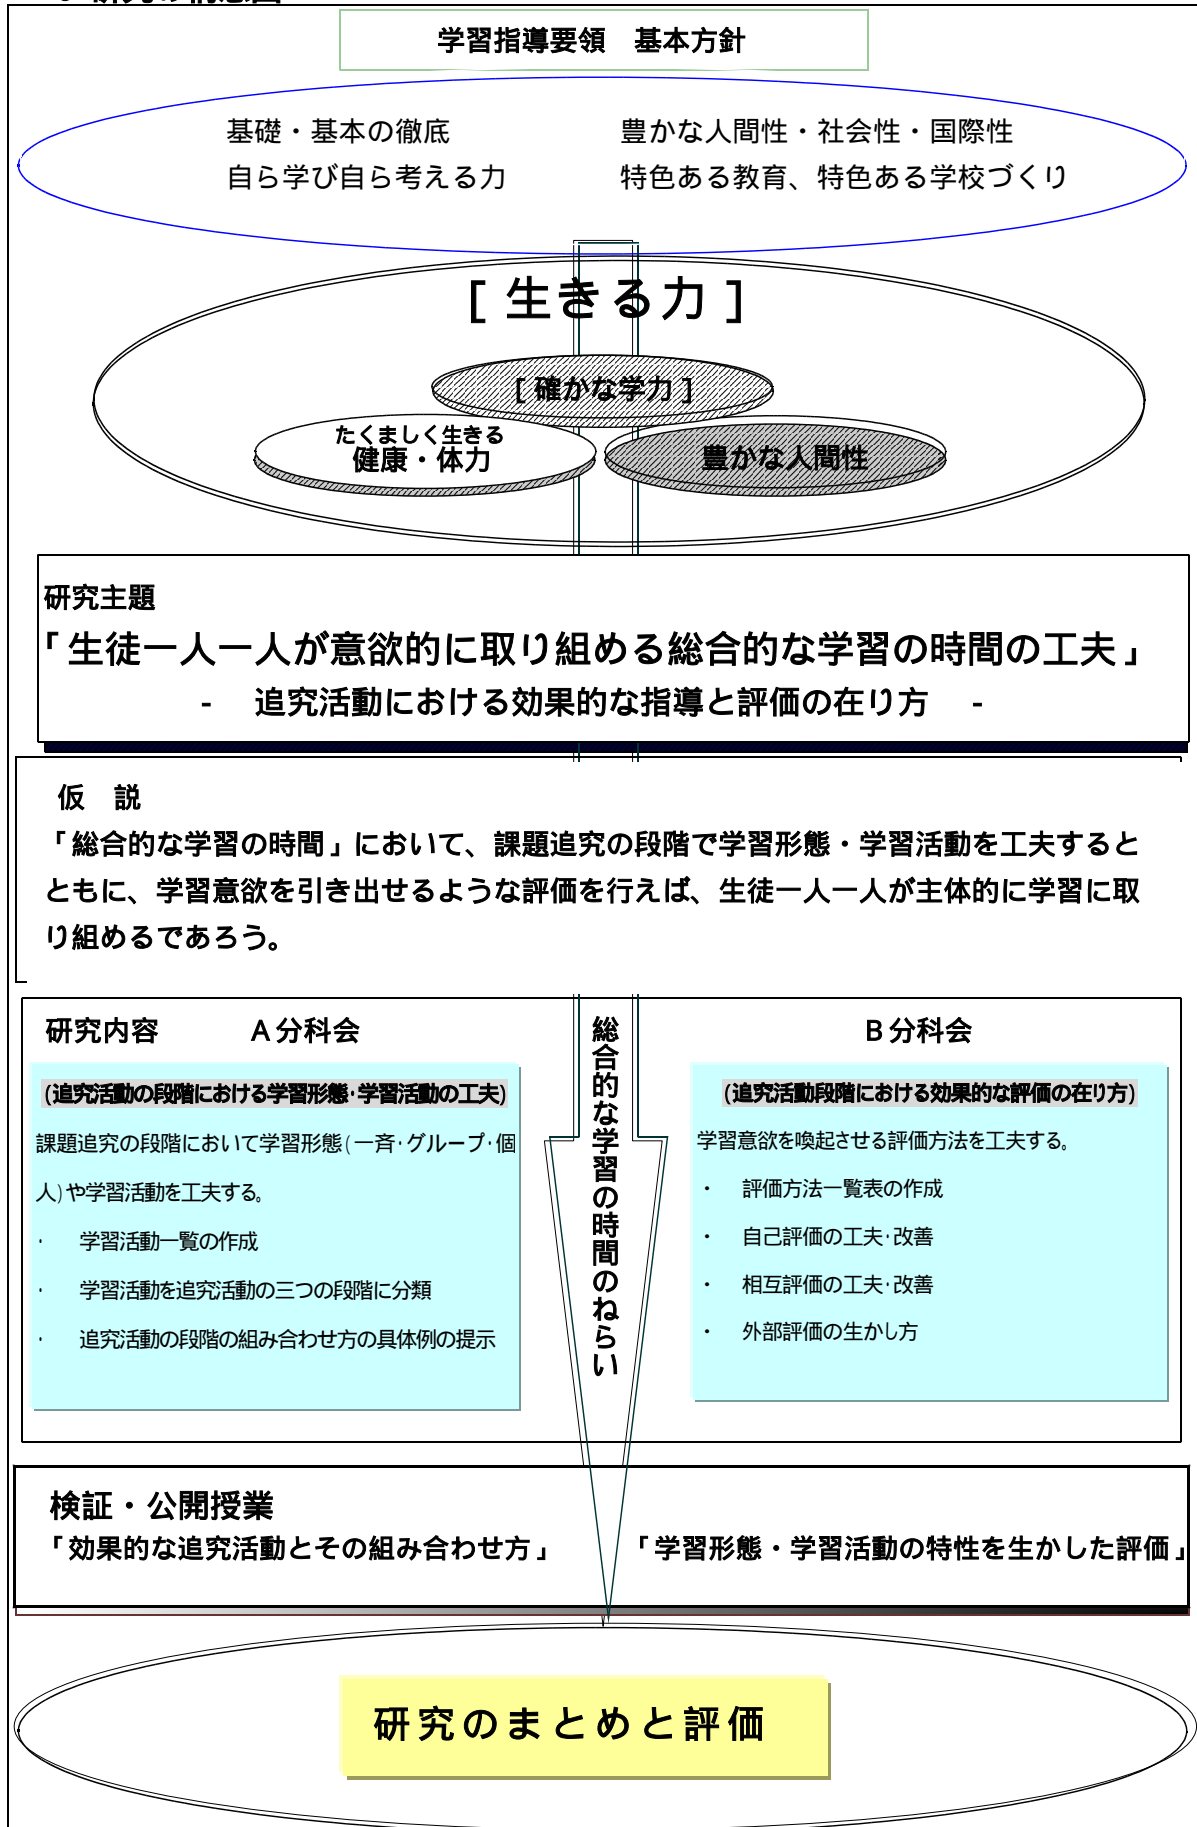 学習指導要領　基本方針
基礎・基本の徹底　豊かな人間性・社会性・国際性
自ら学び自ら考える力　特色ある教育、特色ある学校づくり
[ 生きる力 ]
[ 確かな学力 ]
たくましく生きる
健康・体力
豊かな人間性
研究主題
「生徒一人一人が意欲的に取り組める総合的な学習の時間の工夫」
-　追究活動における効果的な指導と評価の在り方　-
仮　説
「総合的な学習の時間」において、課題追究の段階で学習形態・学習活動を工夫すると
ともに、学習意欲を引き出せるような評価を行えば、生徒一人一人が主体的に学習に取
り組めるであろう。
研究内容　A分科会
(追究活動の段階における学習形態・学習活動の工夫)
課題追究の段階において学習形態(一斉・グループ・個
人)や学習活動を工夫する。
・　学習活動一覧の作成
・　学習活動を追究活動の三つの段階に分類
・　追究活動の段階の組み合わせ方の具体例の提示
総合的な学習の時間のねらい
B分科会
(追究活動段階における効果的な評価の在り方)
学習意欲を喚起させる評価方法を工夫する。
・　評価方法一覧表の作成
・　自己評価の工夫・改善
・　相互評価の工夫・改善
・　外部評価の生かし方
検証・公開授業
「効果的な追究活動とその組み合わせ方」　「学習形態・学習活動の特性を生かした評価」
研究のまとめと評価